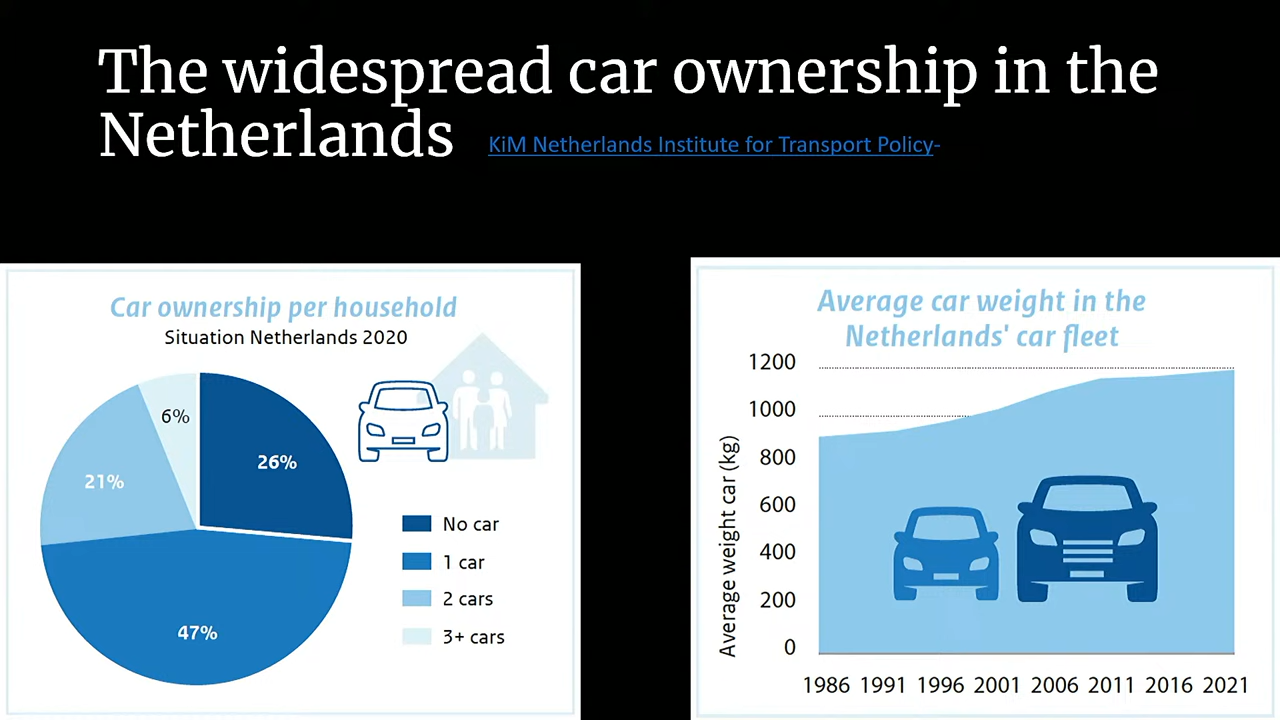 The widespread car ownership in the
Netherlands KiM Netherlands Institute for Transport Policy-
Car ownership per household
Situation Netherlands 2020
6%
26%
21%
47%
No car
1 car
2 cars
3+ cars
Average car weight in the
Netherlands' car fleet
Average weight car (kg)
1200
1000
800
600
400
200
0
1986 1991 1996 2001 2006 2011 2016 2021